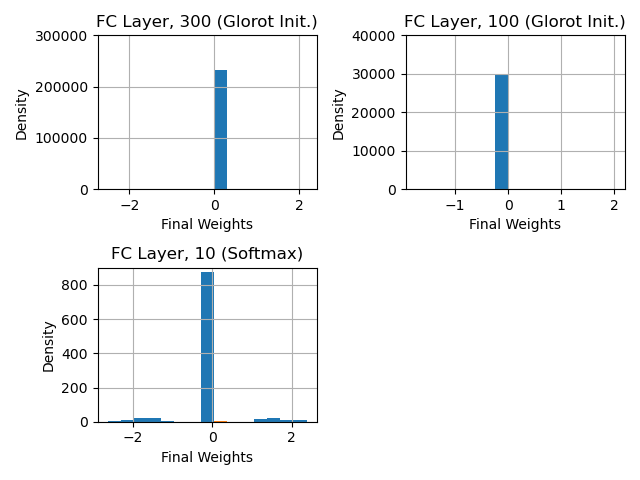 FC Layer, 300 (Glorot Init.)
300000
200000
100000
0
Density
−2
0
2
Final Weights
FC Layer, 100 (Glorot Init.)
40000
30000
20000
10000
0
Density
−1
0
1
2
Final Weights
FC Layer, 10 (Softmax)
800
600
400
200
0
Density
−2
0
2
Final Weights